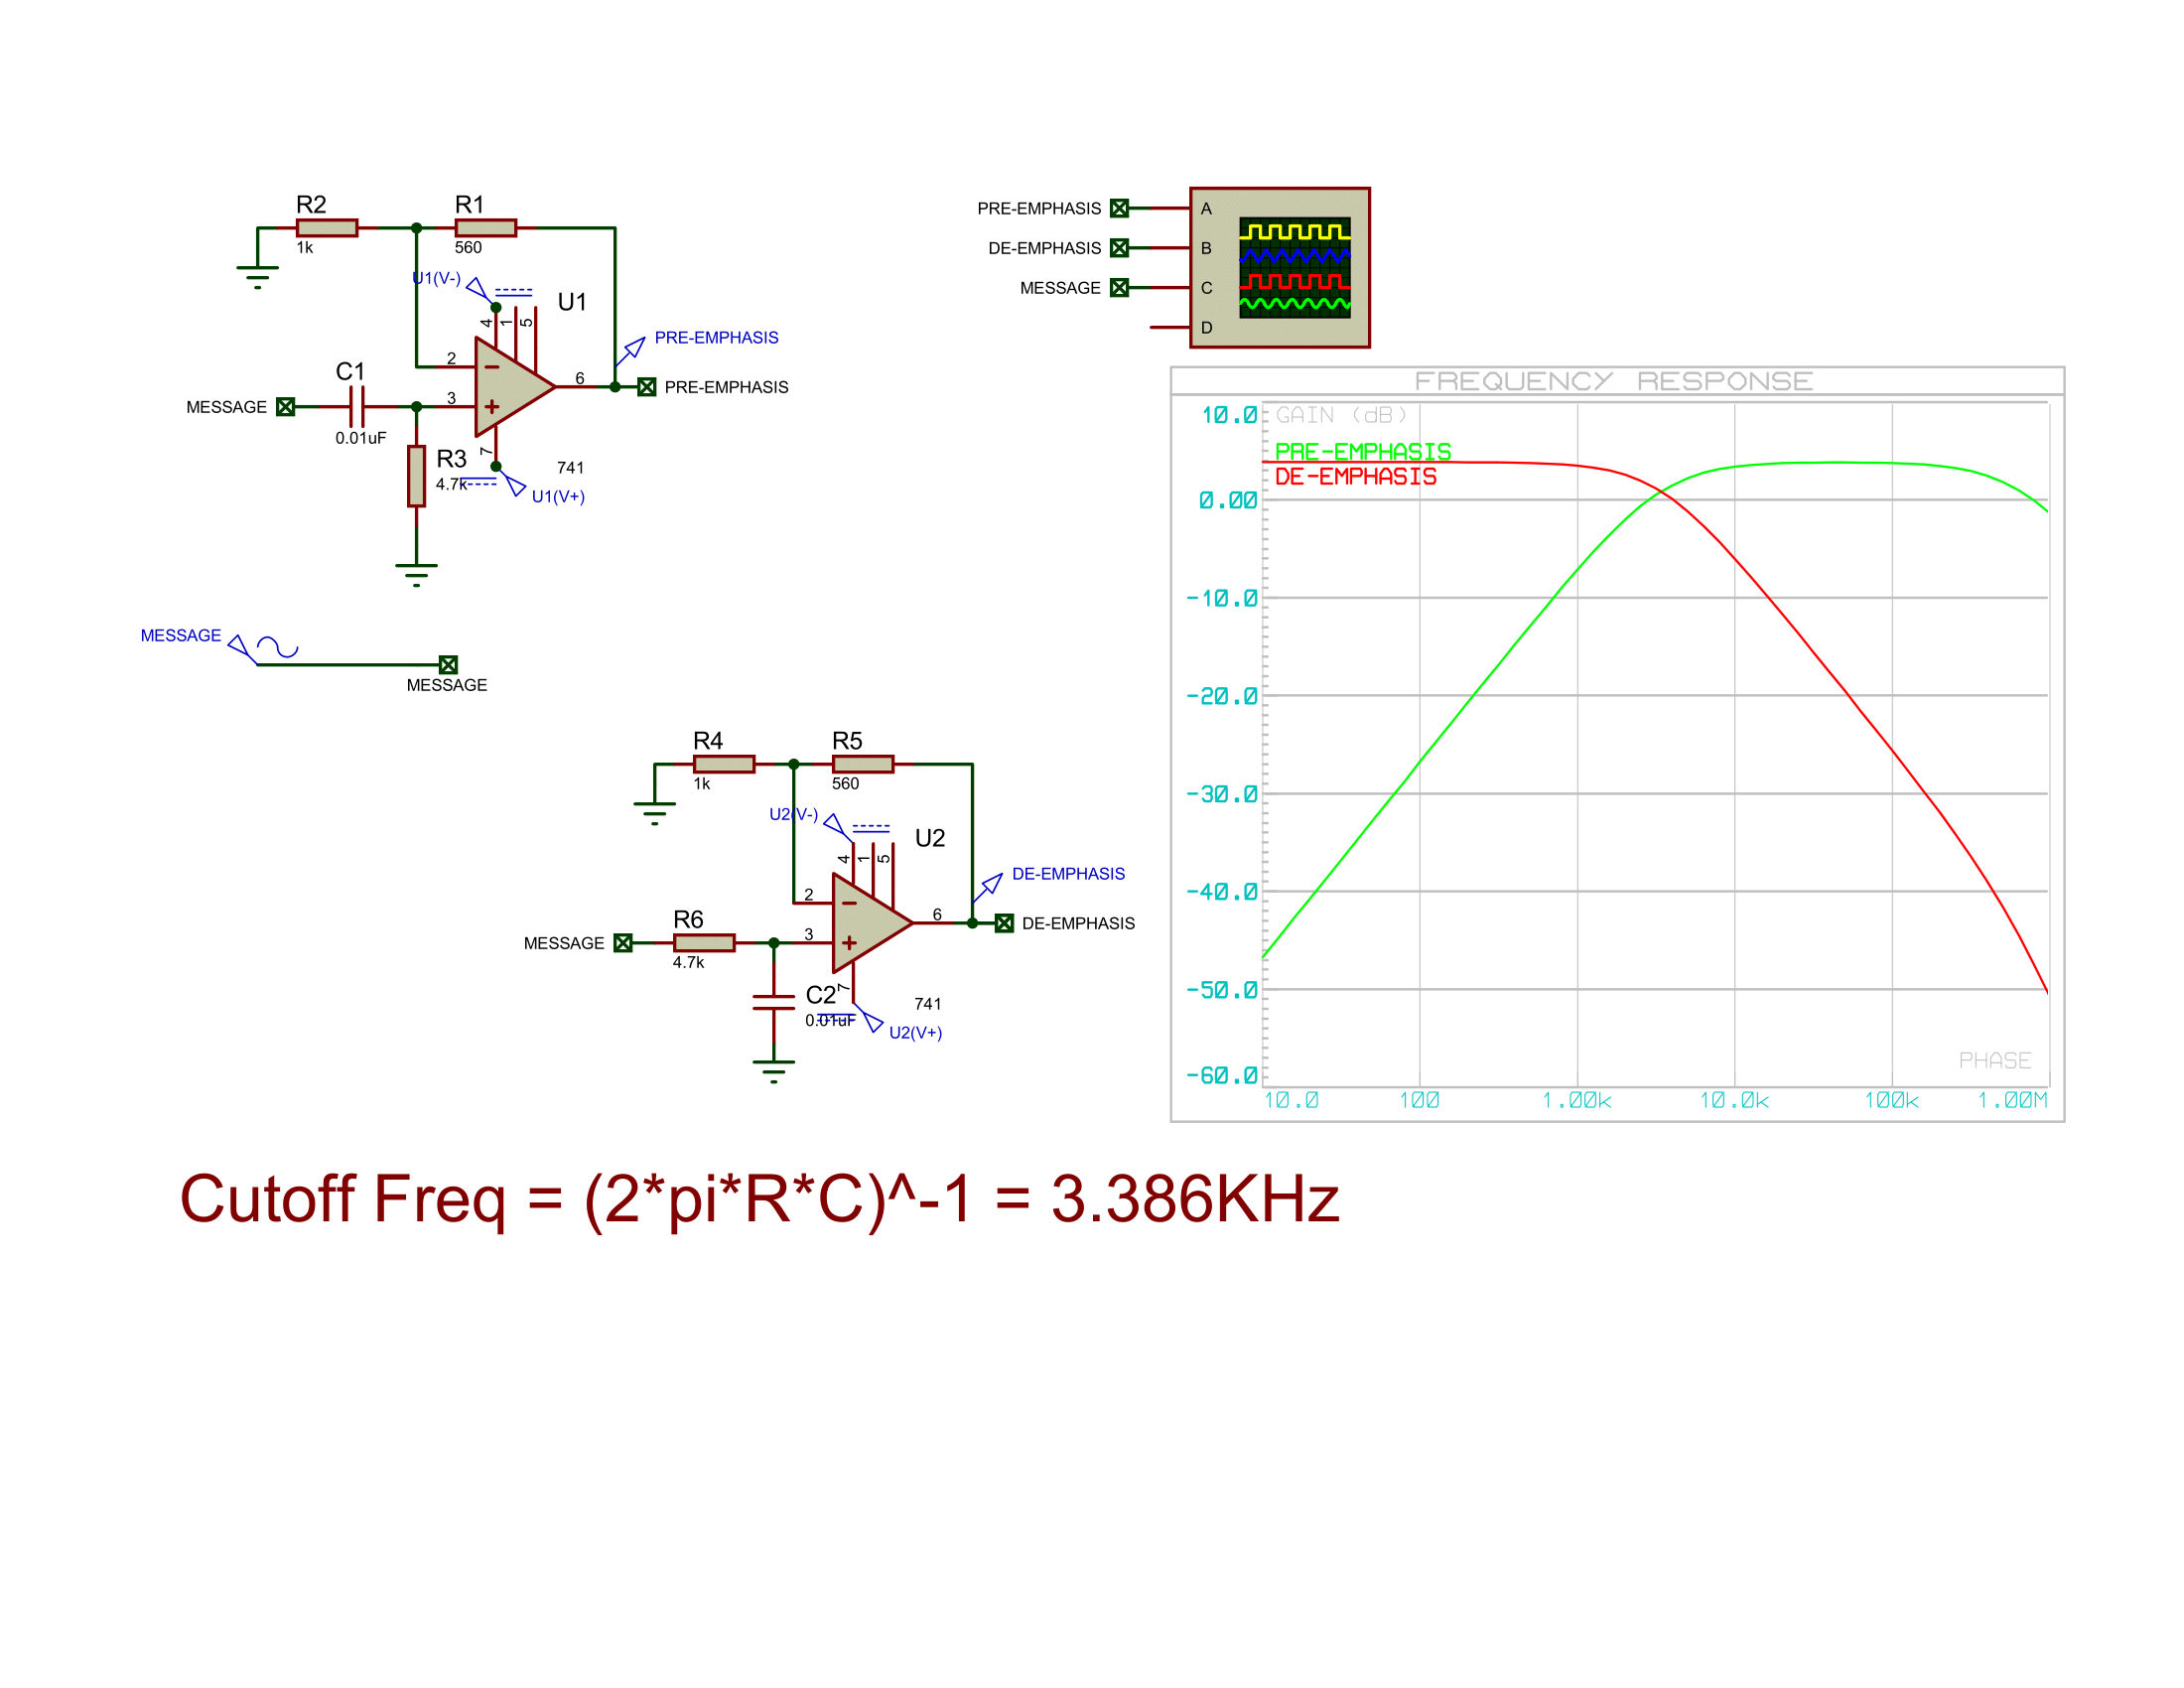 R2
1k
R1
560
U1(V-)
4
1
5
U1
2
6
PRE-EMPHASIS
PRE-EMPHASIS
C1
MESSAGE
0.01uF
3
7
R3
4.7k
741
U1(V+)
MESSAGE
MESSAGE
R4
1k
R5
560
U2(V-)
4
1
5
U2
2
6
DE-EMPHASIS
DE-EMPHASIS
R6
MESSAGE
4.7k
3
7
C2
0.01uF
741
U2(V+)
PRE-EMPHASIS
A
DE-EMPHASIS
B
MESSAGE
C
D
FREQUENCY RESPONSE
GAIN (dB)
PRE-EMPHASIS
DE-EMPHASIS
10.0
0.00
-10.0
-20.0
-30.0
-40.0
-50.0
-60.0
PHASE
10.0 100 1.00k 10.0k 100k 1.00M
Cutoff Freq = (2*pi*R*C)^-1 = 3.386KHz